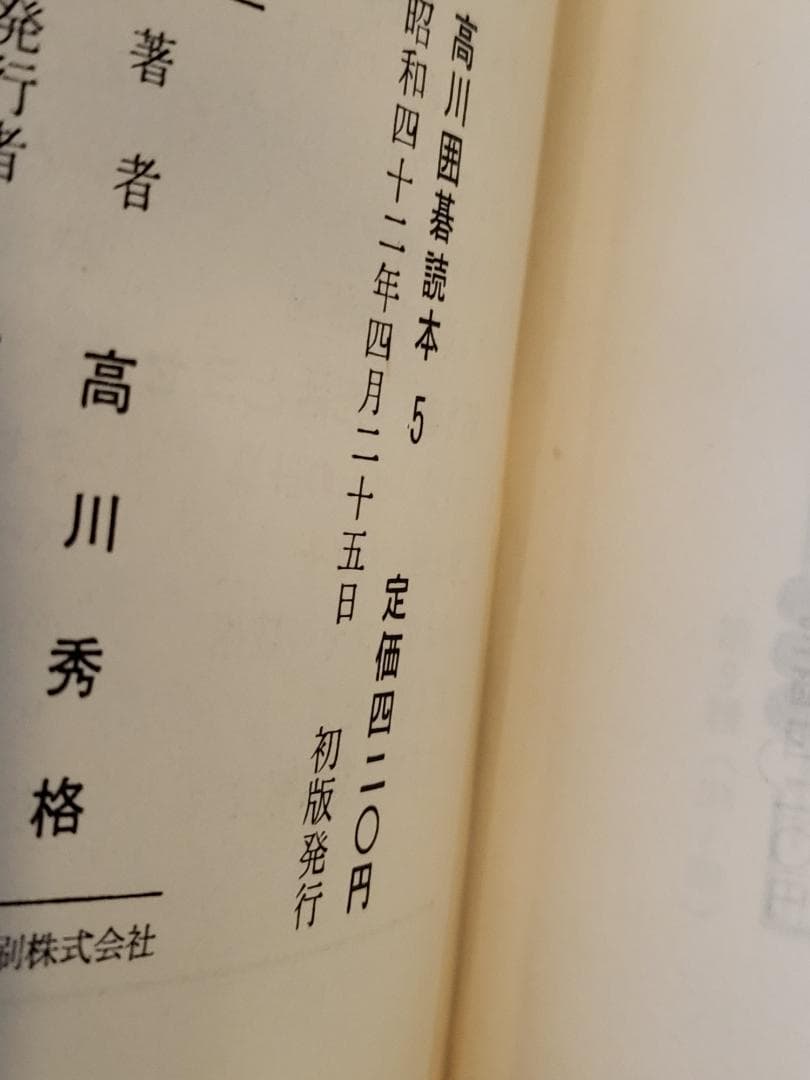 高川囲碁読本 5 定価四二〇円
昭和四十二年四月二十五日 初版発行
著者 高川秀格
発行者
刷株式会社